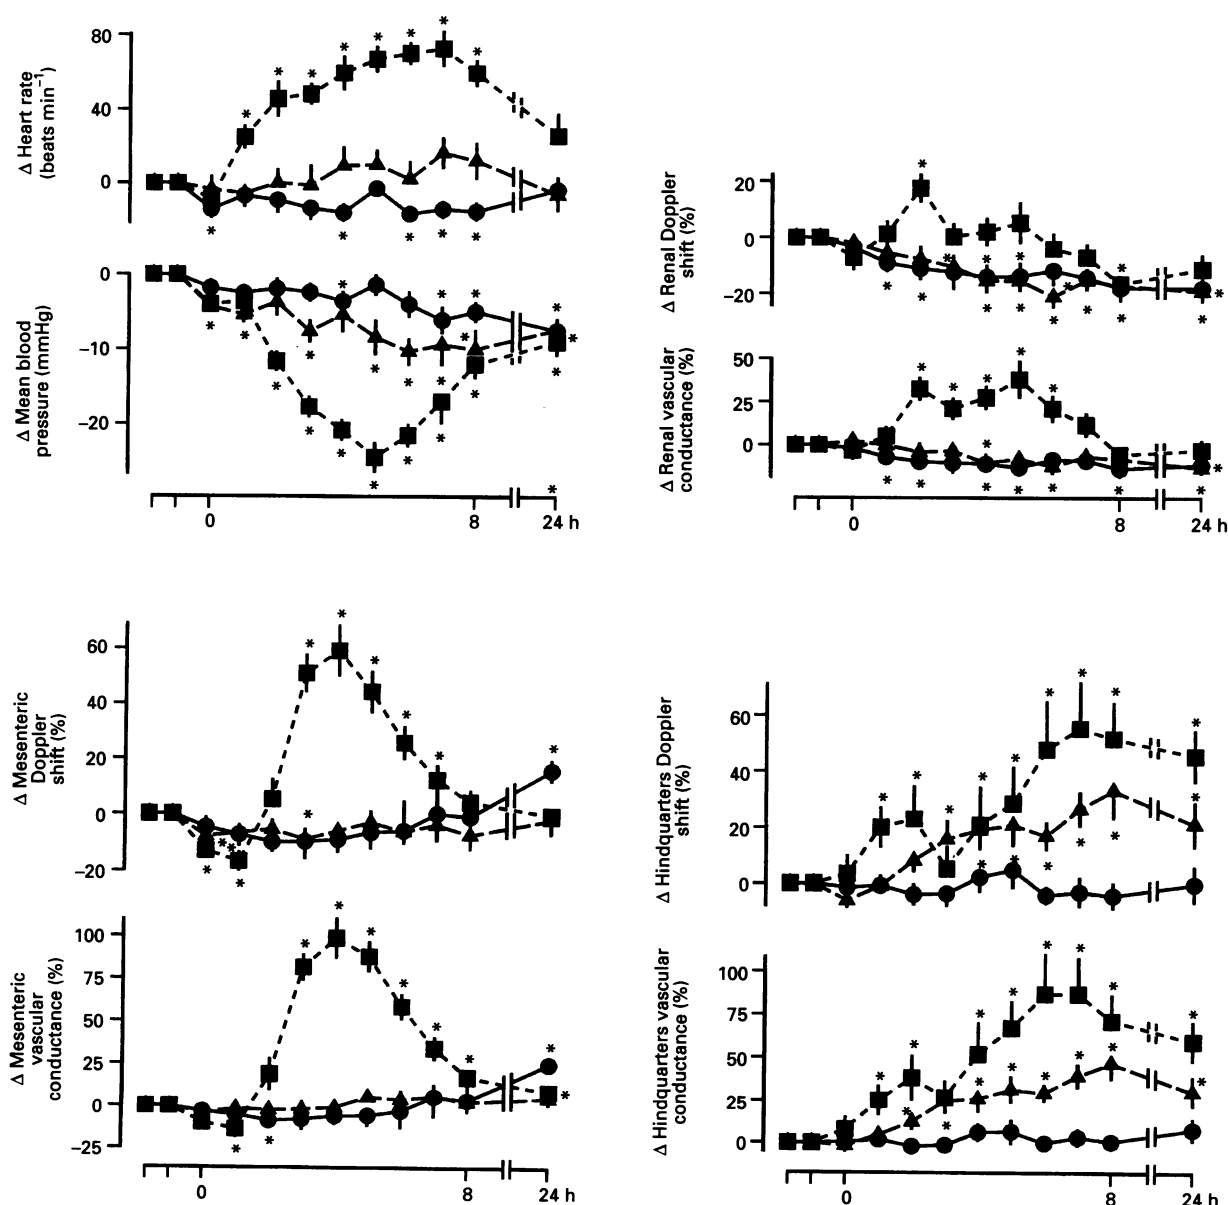 Δ Heart rate
(beats min⁻¹)
80
40
0
Δ Mean blood
pressure (mmHg)
0
−10
−20
0
8
24 h
Δ Renal Doppler
shift (%)
20
0
−20
Δ Renal vascular
conductance (%)
50
25
0
0
8
24 h
Δ Mesenteric
Doppler
shift (%)
60
40
20
0
−20
Δ Mesenteric
vascular
conductance (%)
100
75
50
25
0
−25
0
8
24 h
Δ Hindquarters Doppler
shift (%)
60
40
20
0
Δ Hindquarters vascular
conductance (%)
100
75
50
25
0
0
8
24 h